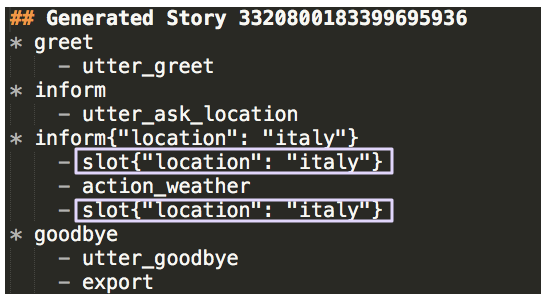 ## Generated Story 3320800183399695936
* greet
- utter_greet
* inform
- utter_ask_location
* inform{"location": "italy"}
- slot{"location": "italy"}
- action_weather
- slot{"location": "italy"}
* goodbye
- utter_goodbye
- export